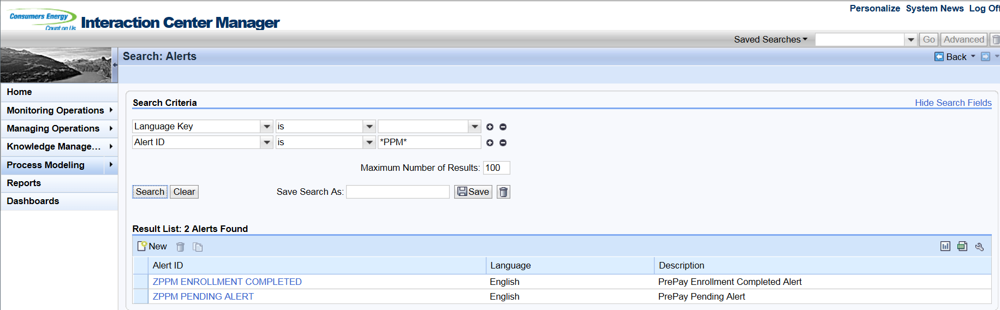 Personalize System News Log Off
Consumers Energy
Count on Us
Interaction Center Manager
Saved Searches Go Advanced
Search: Alerts Back
Home
Monitoring Operations
Managing Operations
Knowledge Manage...
Process Modeling
Reports
Dashboards
Search Criteria Hide Search Fields
Language Key is
Alert ID is *PPM*
Maximum Number of Results: 100
Search Clear Save Search As: Save
Result List: 2 Alerts Found
New
Alert ID Language Description
ZPPM ENROLLMENT COMPLETED English PrePay Enrollment Completed Alert
ZPPM PENDING ALERT English PrePay Pending Alert